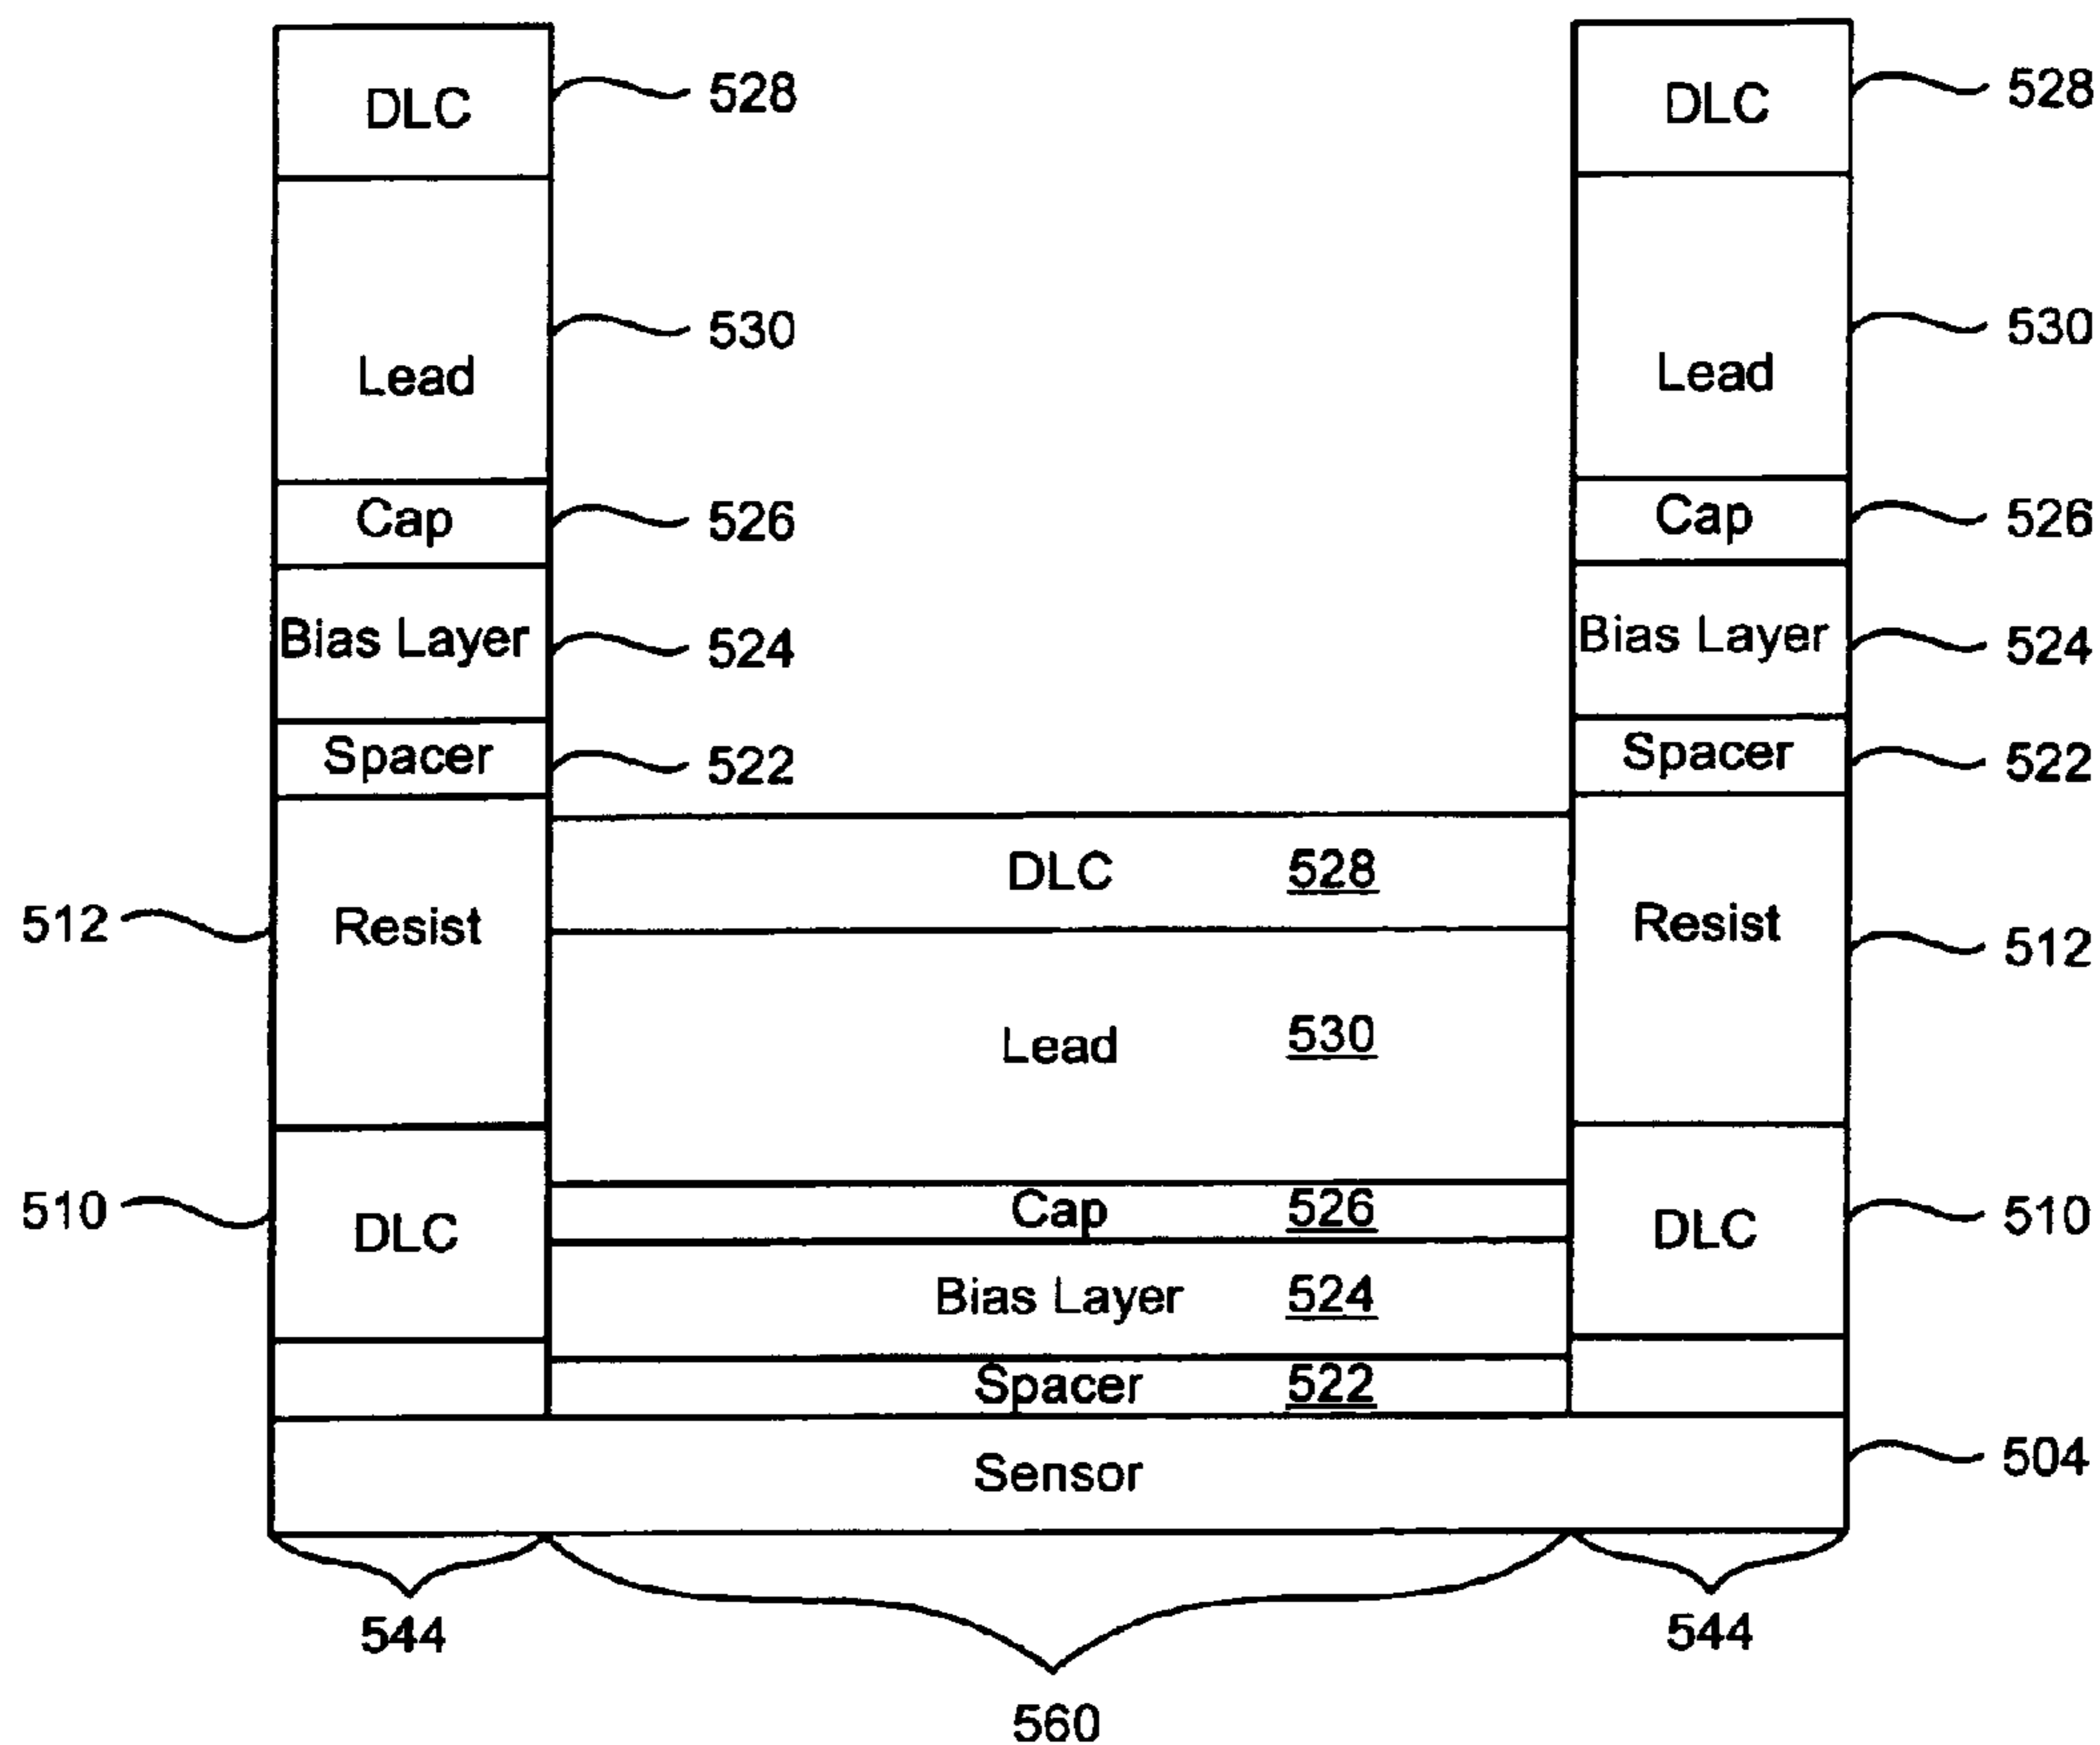 DLC 528 DLC 528
Lead 530 Lead 530
Cap 526 Cap 526
Bias Layer 524 Bias Layer 524
Spacer 522 Spacer 522
DLC 528
512 Resist Resist 512
Lead 530
510 DLC Cap 526 DLC 510
Bias Layer 524
Spacer 522
Sensor 504
544 544
560